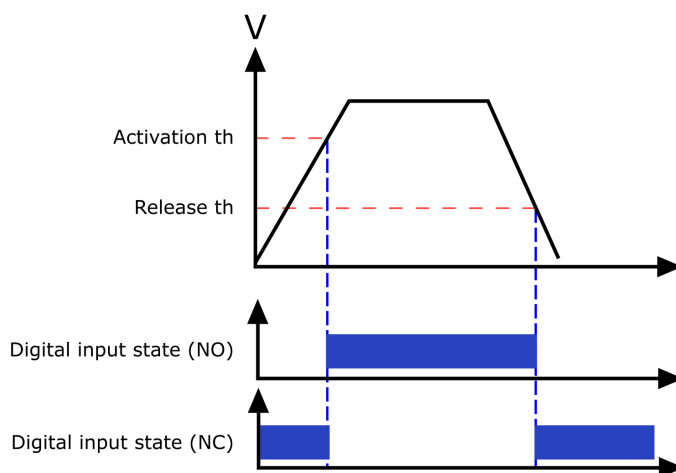 V
Activation th
Release th
Digital input state (NO)
Digital input state (NC)